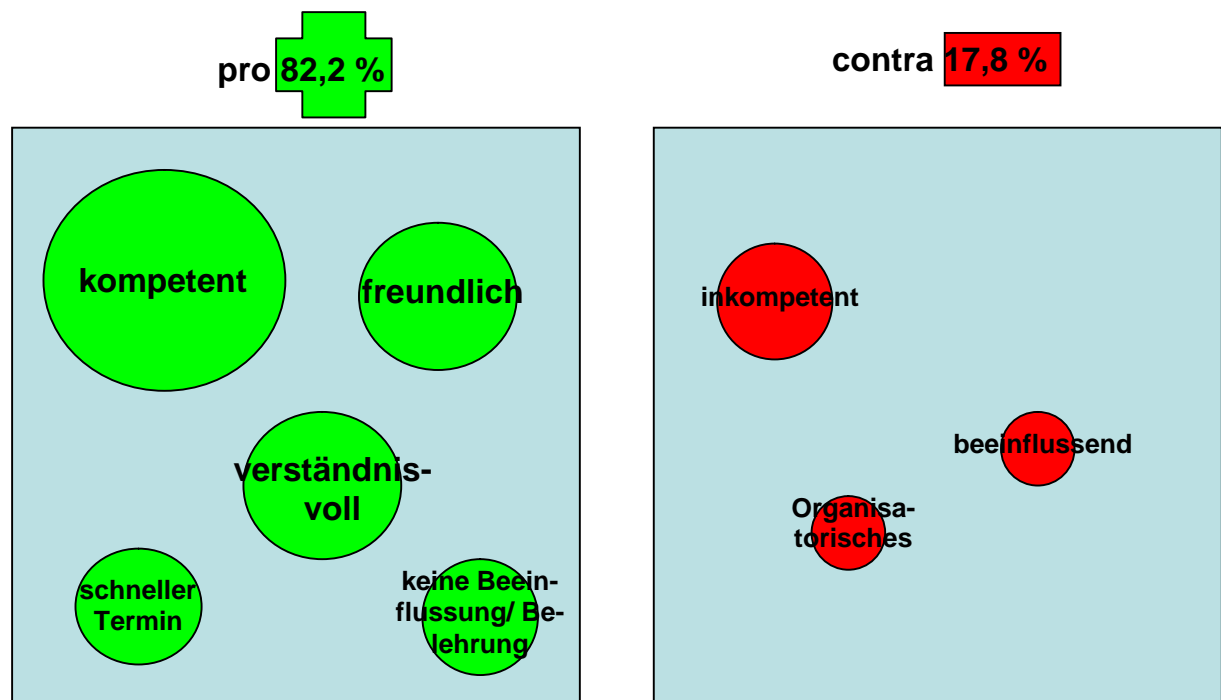 pro 82,2 %
contra 17,8 %
kompetent
freundlich
verständnis-
voll
schneller
Termin
keine Beein-
flussung/ Be-
lehrung
inkompetent
beeinflussend
Organisa-
torisches